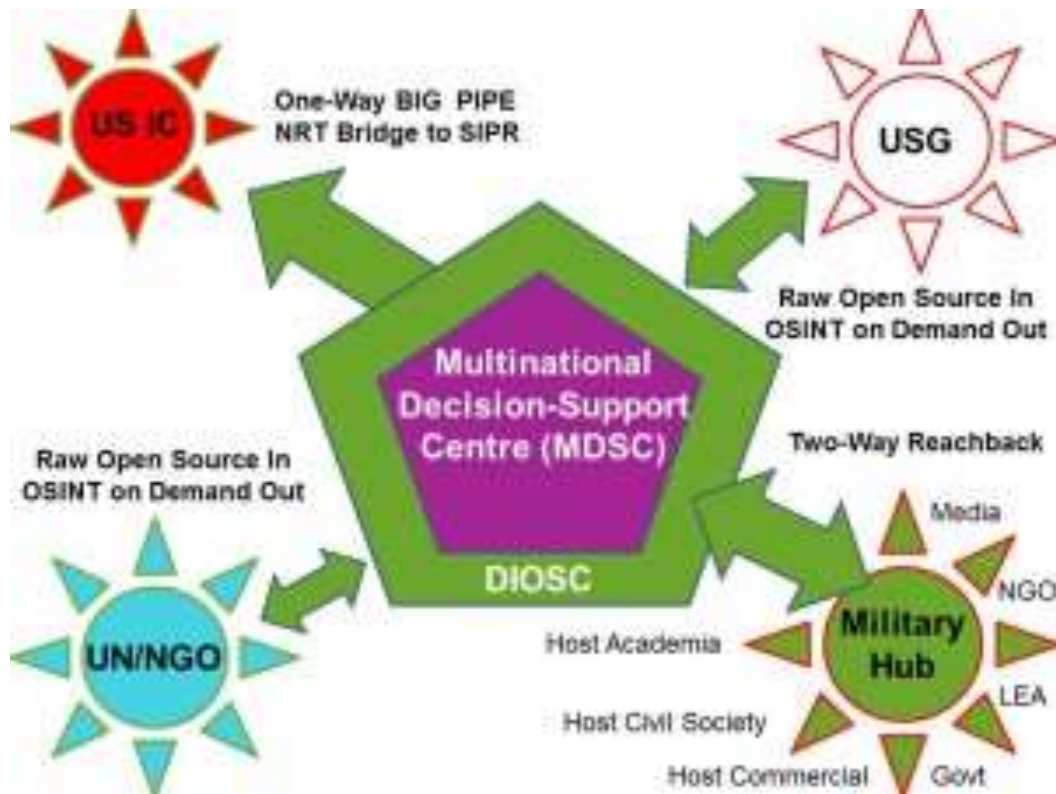 US IC
One-Way BIG PIPE
NRT Bridge to SIPR
USG
Raw Open Source In
OSINT on Demand Out
Multinational
Decision-Support
Centre (MDSC)
DIOSC
Raw Open Source In
OSINT on Demand Out
UN/NGO
Two-Way Reachback
Media
NGO
Military
Hub
LEA
Govt
Host Commercial
Host Civil Society
Host Academia